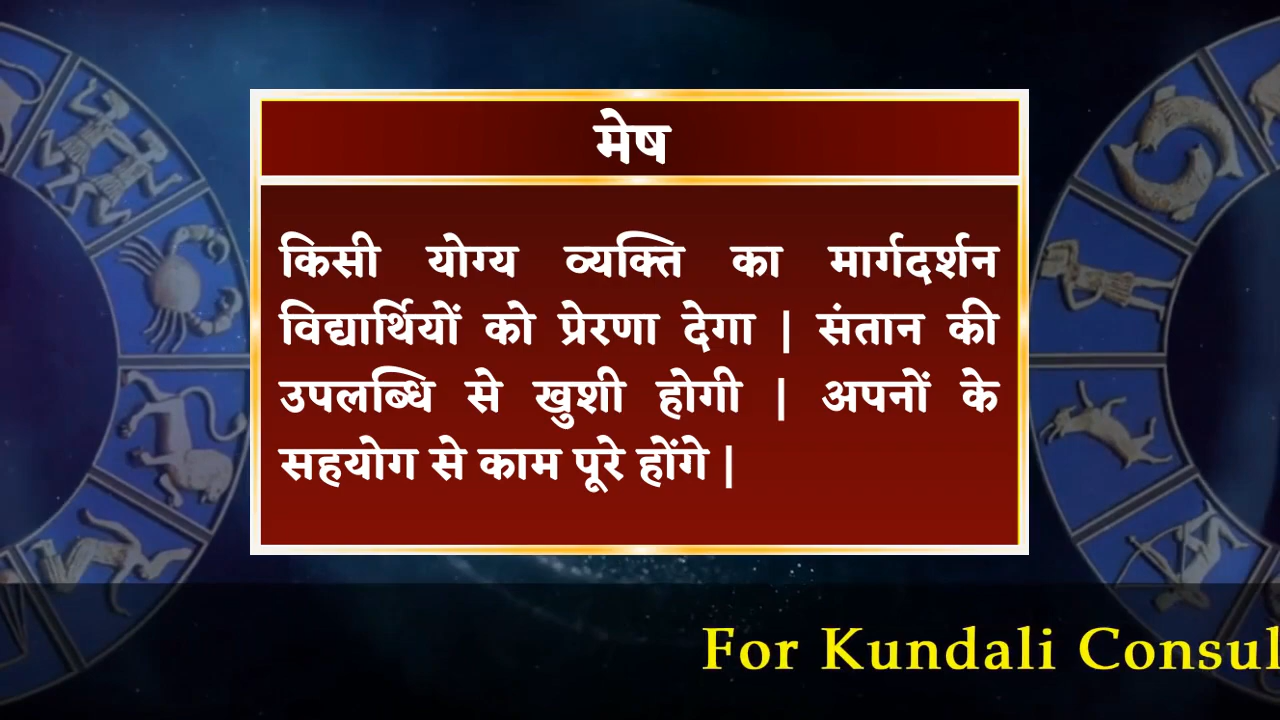 मेष
किसी योग्य व्यक्ति का मार्गदर्शन
विद्यार्थियों को प्रेरणा देगा | संतान की
उपलब्धि से खुशी होगी | अपनों के
सहयोग से काम पूरे होंगे |
For Kundali Consul